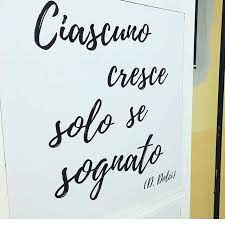 Ciascuno
cresce
solo se
sognato
(D. Dolci)